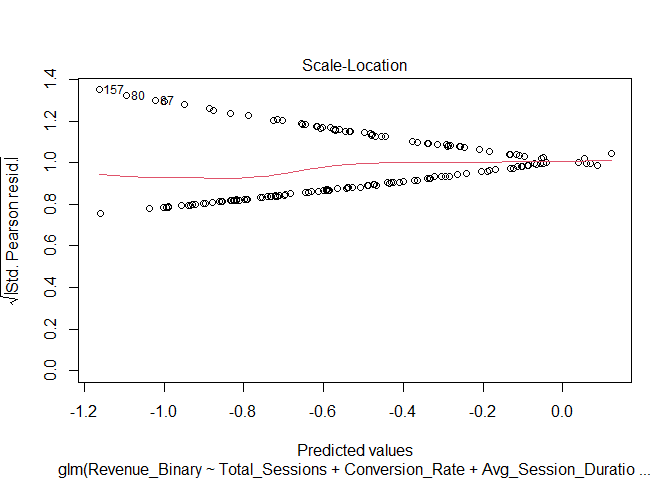 Scale-Location
√|Std. Pearson resid.|
1.4
1.2
1.0
0.8
0.6
0.4
0.2
0.0
157
80
87
-1.2 -1.0 -0.8 -0.6 -0.4 -0.2 0.0
Predicted values
glm(Revenue_Binary ~ Total_Sessions + Conversion_Rate + Avg_Session_Duratio ...